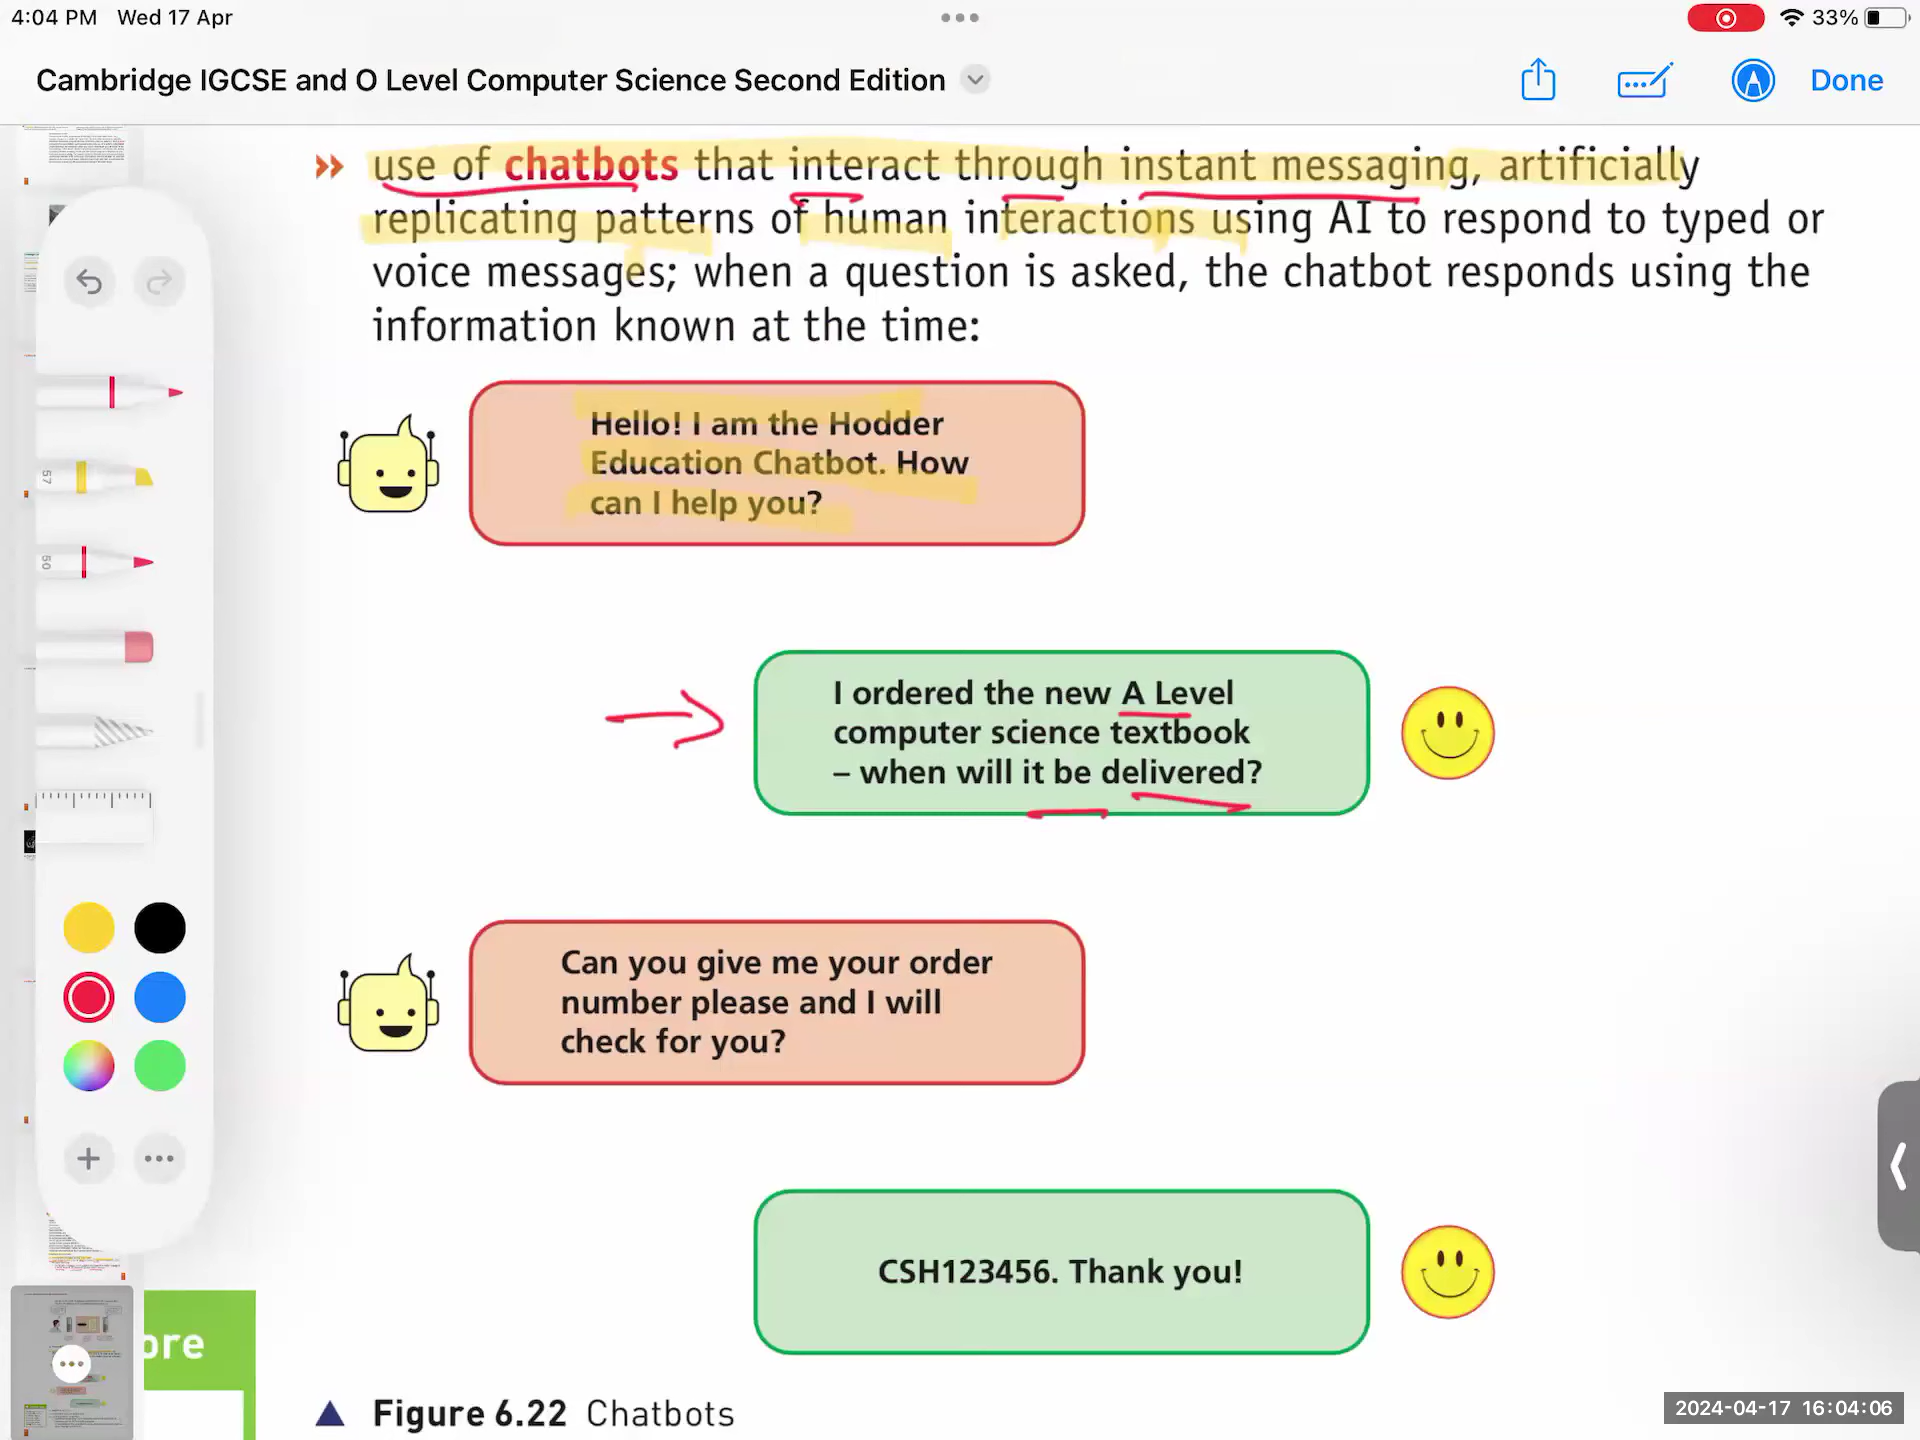 4:04 PM Wed 17 Apr
33%
Cambridge IGCSE and O Level Computer Science Second Edition
Done
use of chatbots that interact through instant messaging, artificially
replicating patterns of human interactions using AI to respond to typed or
voice messages; when a question is asked, the chatbot responds using the
information known at the time:
Hello! I am the Hodder
Education Chatbot. How
can I help you?
57
50
I ordered the new A Level
computer science textbook
– when will it be delivered?
Can you give me your order
number please and I will
check for you?
CSH123456. Thank you!
ore
Figure 6.22 Chatbots
2024-04-17 16:04:06